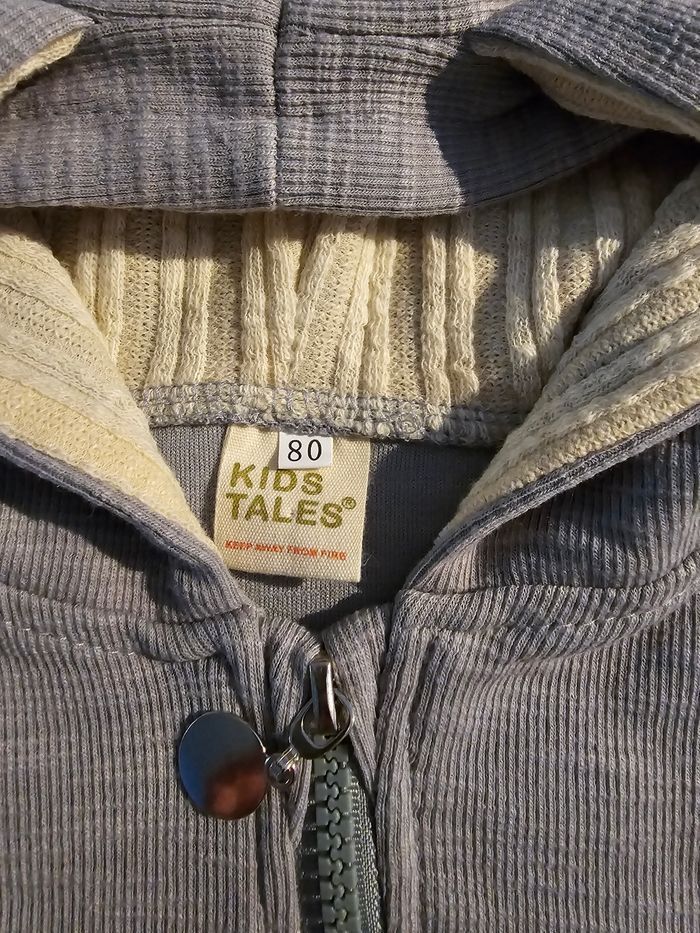 80
KIDS
TALES®
KEEP AWAY FROM FIRE